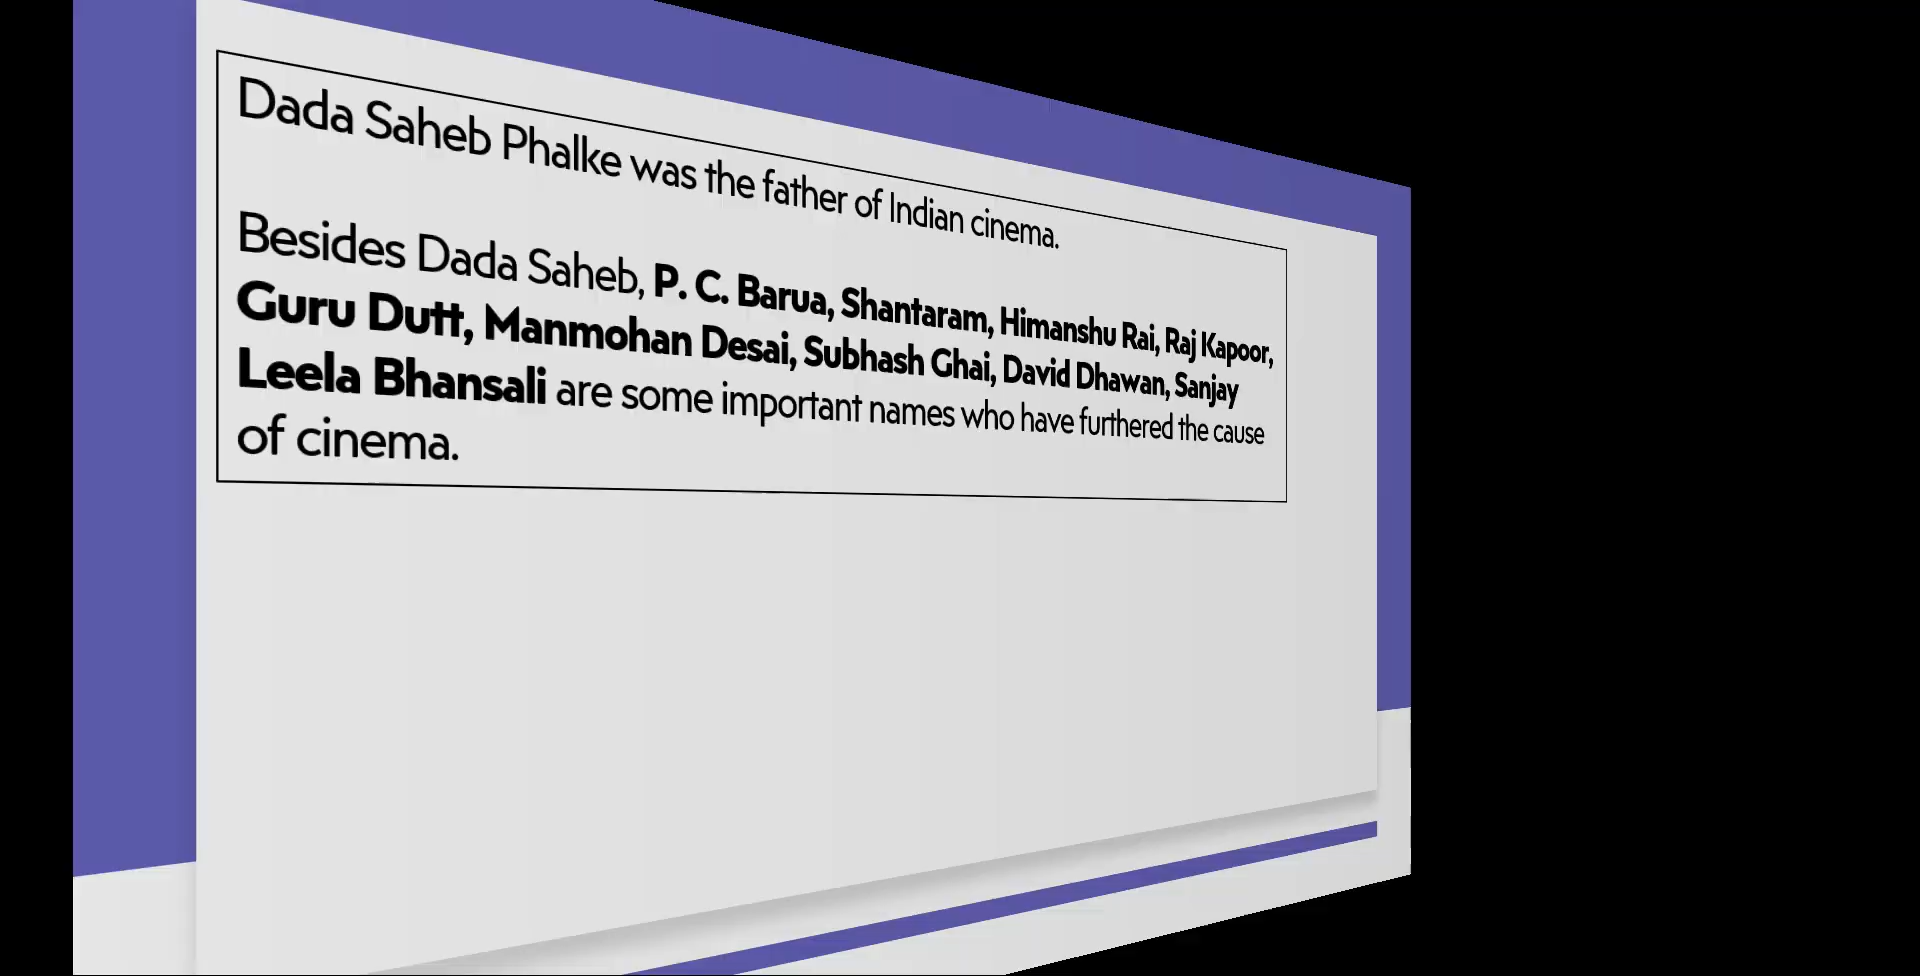 Dada Saheb Phalke was the father of Indian cinema.
Besides Dada Saheb, P. C. Barua, Shantaram, Himanshu Rai, Raj Kapoor,
Guru Dutt, Manmohan Desai, Subhash Ghai, David Dhawan, Sanjay
Leela Bhansali are some important names who have furthered the cause
of cinema.